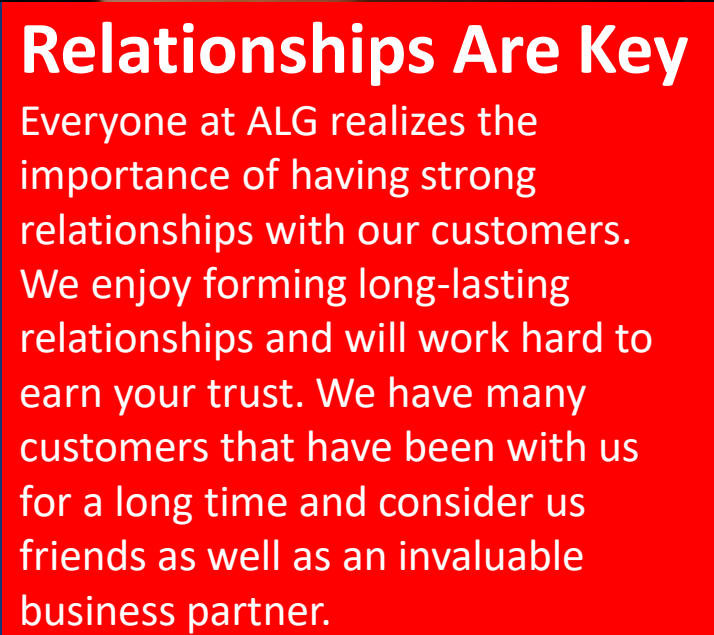 Relationships Are Key
Everyone at ALG realizes the
importance of having strong
relationships with our customers.
We enjoy forming long-lasting
relationships and will work hard to
earn your trust. We have many
customers that have been with us
for a long time and consider us
friends as well as an invaluable
business partner.